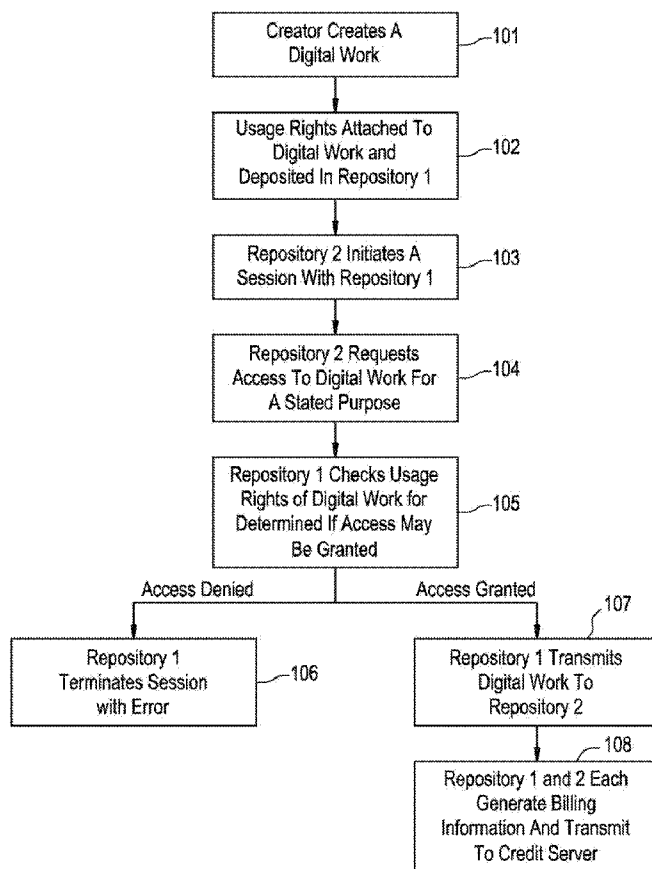 Creator Creates A
Digital Work
101
Usage Rights Attached To
Digital Work and
Deposited In Repository 1
102
Repository 2 Initiates A
Session With Repository 1
103
Repository 2 Requests
Access To Digital Work For
A Stated Purpose
104
Repository 1 Checks Usage
Rights of Digital Work for
Determined If Access May
Be Granted
105
Access Denied
Access Granted
Repository 1
Terminates Session
with Error
106
107
Repository 1 Transmits
Digital Work To
Repository 2
108
Repository 1 and 2 Each
Generate Billing
Information And Transmit
To Credit Server